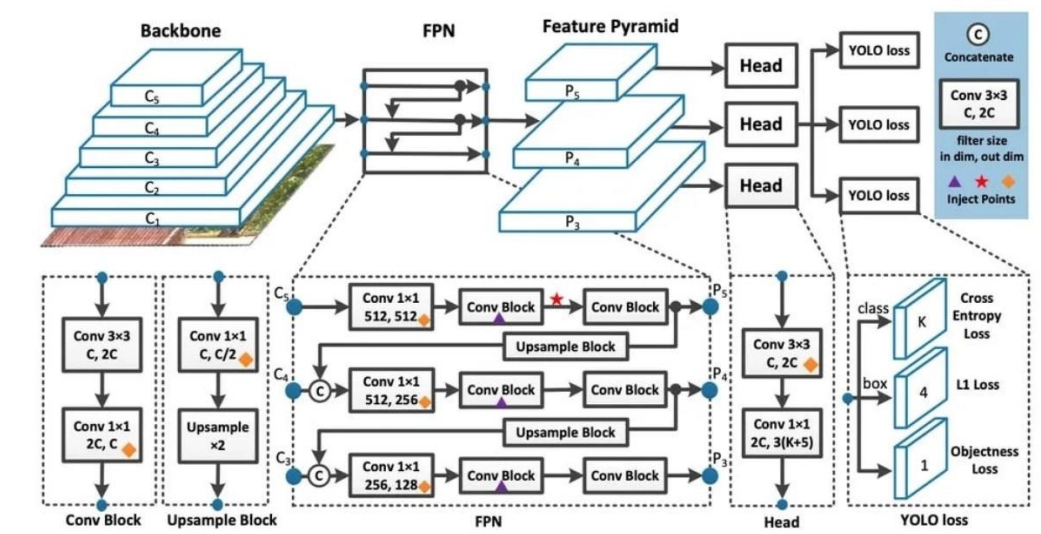 Backbone
FPN
Feature Pyramid
C5
C4
C3
C2
C1
P5
P4
P3
Head
Head
Head
YOLO loss
YOLO loss
YOLO loss
C
Concatenate
Conv 3×3
C, 2C
filter size
in dim, out dim
Inject Points
Conv 3×3
C, 2C
Conv 1×1
2C, C
Conv Block
Conv 1×1
C, C/2
Upsample
×2
Upsample Block
C5
Conv 1×1
512, 512
Conv Block
Conv Block
P5
Upsample Block
C4
C
Conv 1×1
512, 256
Conv Block
Conv Block
P4
Upsample Block
C3
C
Conv 1×1
256, 128
Conv Block
Conv Block
P3
FPN
Conv 3×3
C, 2C
Conv 1×1
2C, 3(K+5)
Head
class
K
Cross
Entropy
Loss
box
4
L1 Loss
1
Objectness
Loss
YOLO loss